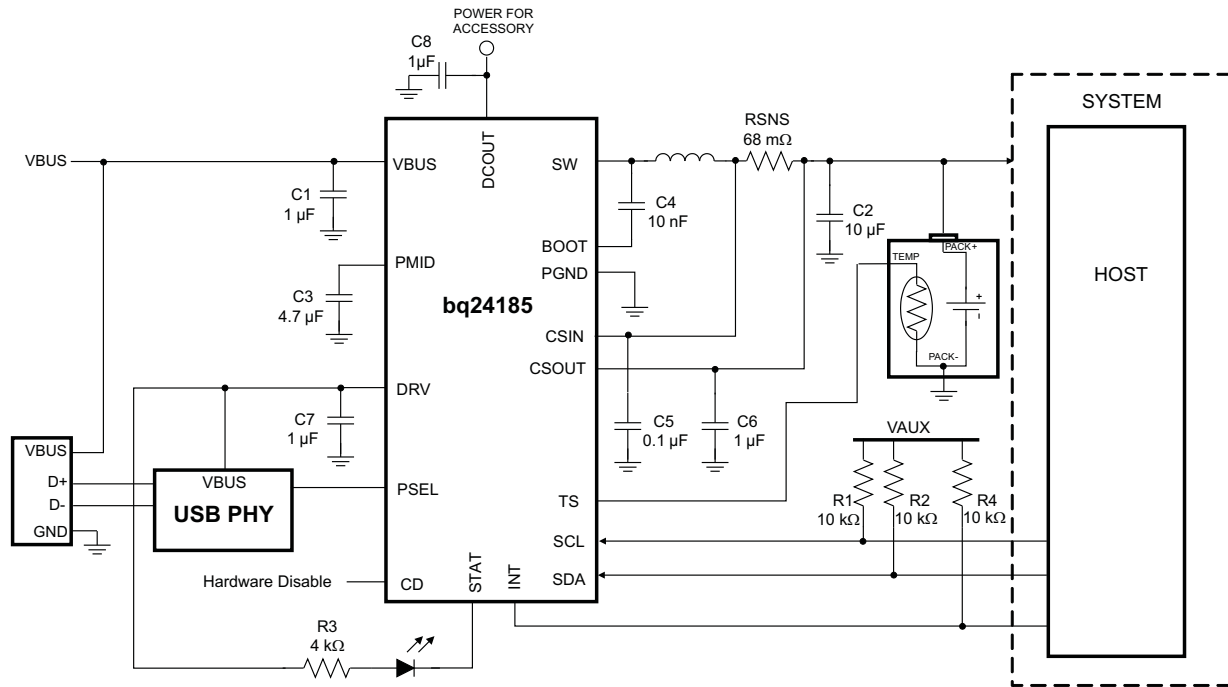 POWER FOR
ACCESSORY
C8
1µF
SYSTEM
RSNS
68 mΩ
VBUS
VBUS
DCOUT
SW
C1
1 µF
C4
10 nF
C2
10 µF
BOOT
PACK+
TEMP
PMID
PGND
HOST
C3
4.7 µF
bq24185
+
-
CSIN
PACK-
CSOUT
DRV
C7
1 µF
C5
0.1 µF
C6
1 µF
VAUX
VBUS
D+
D-
GND
VBUS
USB PHY
PSEL
TS
R1
10 kΩ
R2
10 kΩ
R4
10 kΩ
SCL
Hardware Disable
CD
STAT
INT
SDA
R3
4 kΩ